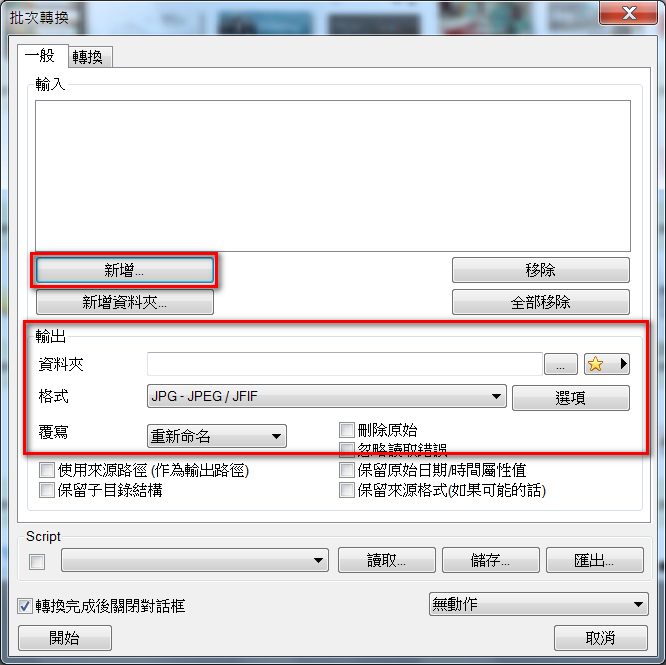 批次轉換
一般 轉換
輸入
新增... 移除
新增資料夾... 全部移除
輸出
資料夾 ...
格式 JPG - JPEG / JFIF 選項
覆寫 重新命名 刪除原始
忽略讀取錯誤
使用來源路徑 (作為輸出路徑) 保留原始日期/時間屬性值
保留子目錄結構 保留來源格式(如果可能的話)
Script
讀取... 儲存... 匯出...
轉換完成後關閉對話框 無動作
開始 取消